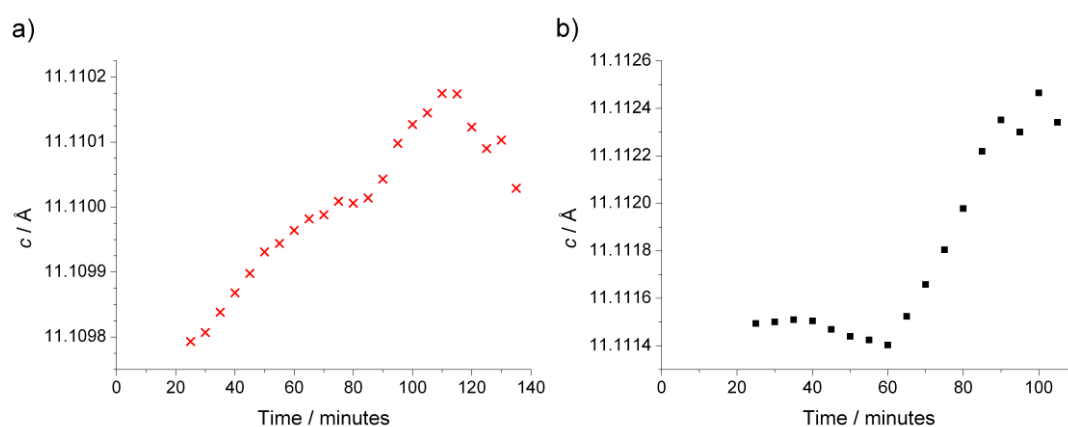 a)
11.1102
11.1101
11.1100
11.1099
11.1098
c / Å
0 20 40 60 80 100 120 140
Time / minutes
b)
11.1126
11.1124
11.1122
11.1120
11.1118
11.1116
11.1114
c / Å
0 20 40 60 80 100
Time / minutes